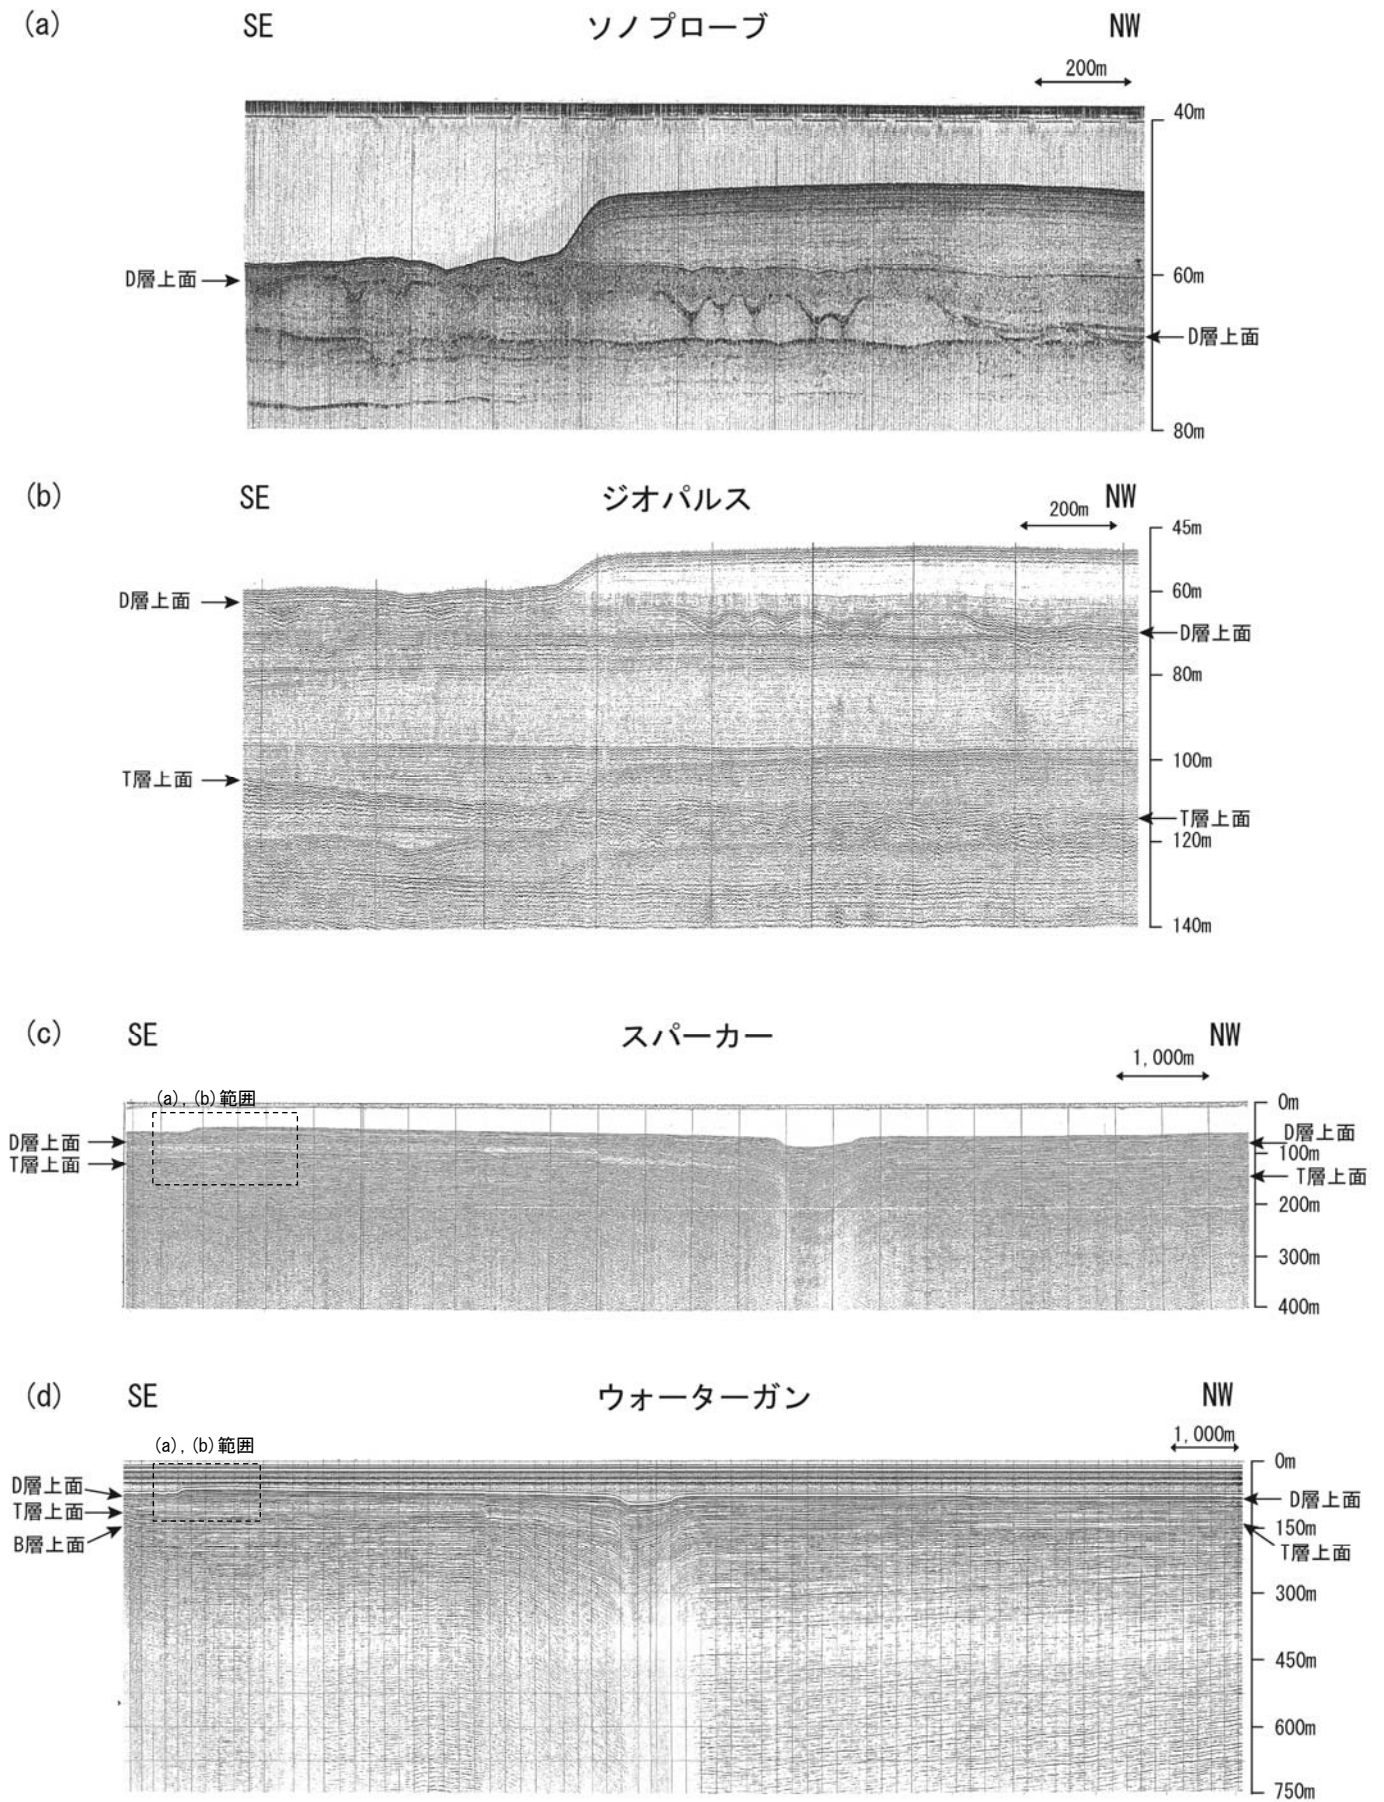 (a) SE ソノプローブ NW
200m
40m
D層上面
60m
D層上面
80m
(b) SE ジオパルス NW
200m
45m
D層上面
60m
D層上面
80m
T層上面
100m
T層上面
120m
140m
(c) SE スパーカー NW
1,000m
(a),(b)範囲
0m
D層上面
D層上面
100m
T層上面
T層上面
200m
300m
400m
(d) SE ウォーターガン NW
1,000m
(a),(b)範囲
0m
D層上面
D層上面
T層上面
150m
B層上面
T層上面
300m
450m
600m
750m